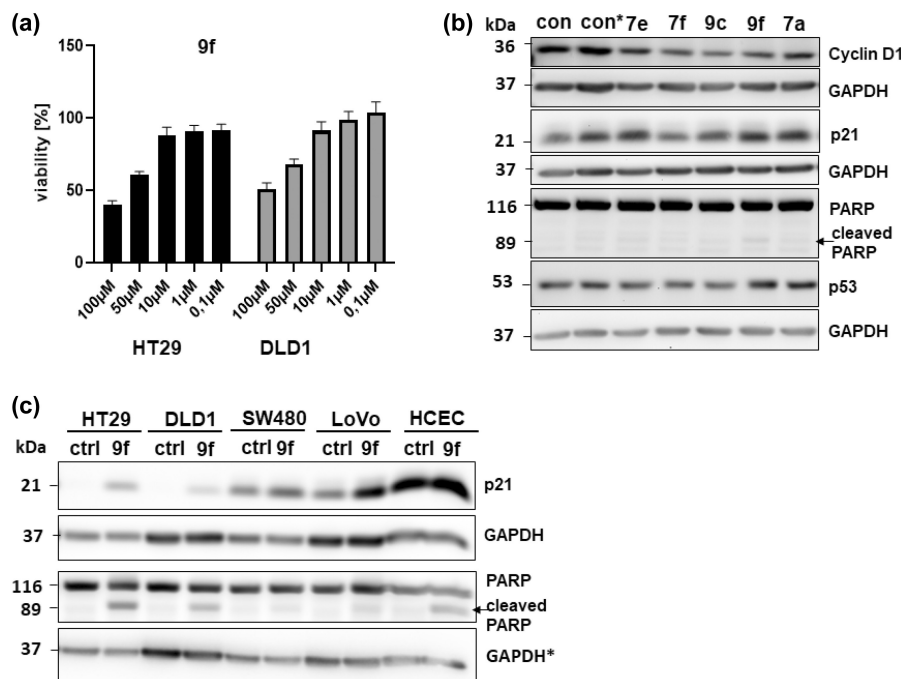 (a)
9f
viability [%]
150
100
50
0
100µM 50µM 10µM 1µM 0,1µM 100µM 50µM 10µM 1µM 0,1µM
HT29 DLD1
(b)
kDa con con* 7e 7f 9c 9f 7a
36 Cyclin D1
37 GAPDH
21 p21
37 GAPDH
116 PARP
89 cleaved
PARP
53 p53
37 GAPDH
(c)
HT29 DLD1 SW480 LoVo HCEC
kDa ctrl 9f ctrl 9f ctrl 9f ctrl 9f ctrl 9f
21 p21
37 GAPDH
116 PARP
89 cleaved
PARP
37 GAPDH*